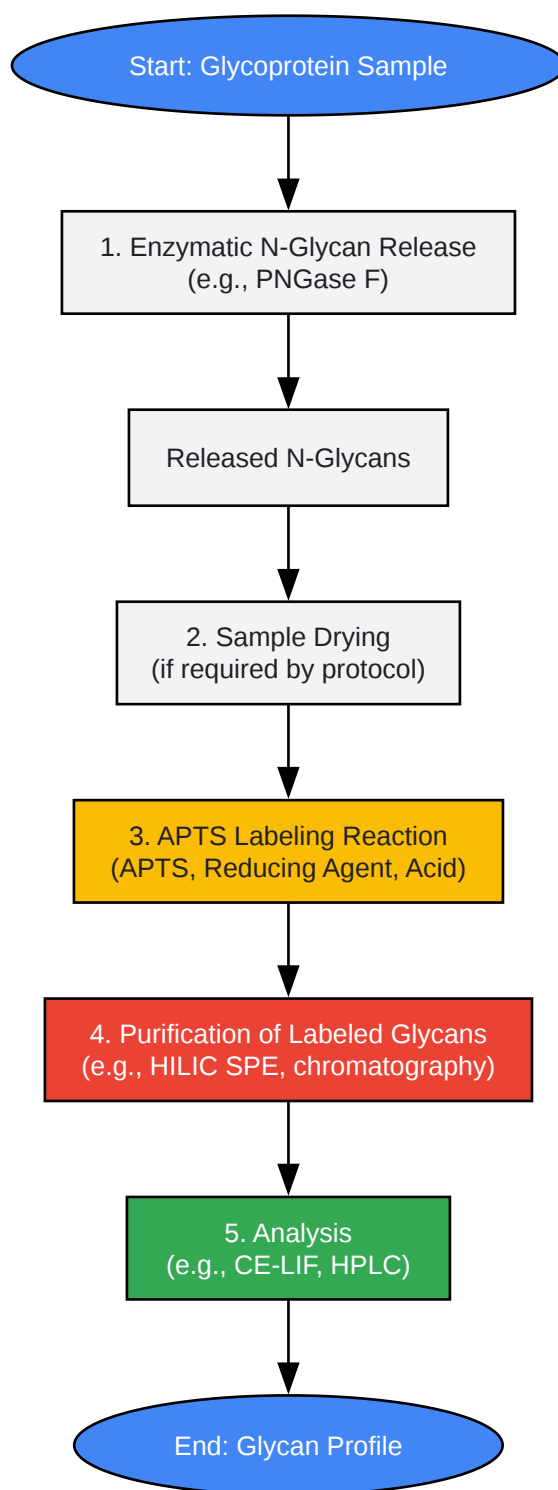 Start: Glycoprotein Sample
1. Enzymatic N-Glycan Release
(e.g., PNGase F)
Released N-Glycans
2. Sample Drying
(if required by protocol)
3. APTS Labeling Reaction
(APTS, Reducing Agent, Acid)
4. Purification of Labeled Glycans
(e.g., HILIC SPE, chromatography)
5. Analysis
(e.g., CE-LIF, HPLC)
End: Glycan Profile